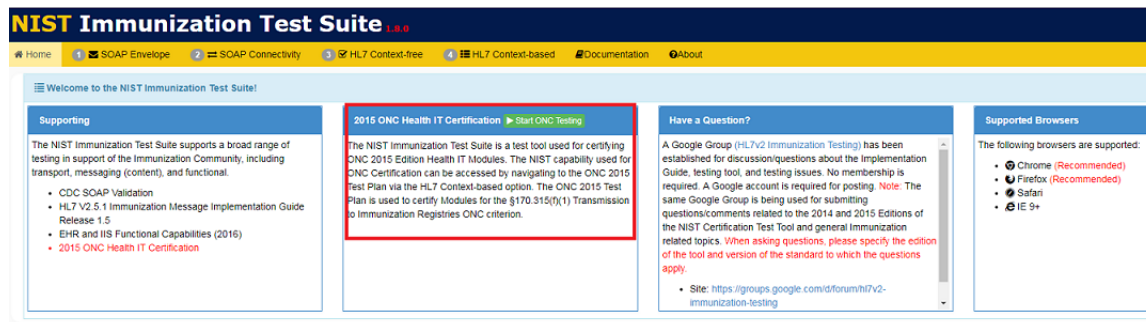 NIST Immunization Test Suite 1.0.0
Home 1 SOAP Envelope 2 SOAP Connectivity 3 HL7 Context-free 4 HL7 Context-based Documentation About
Welcome to the NIST Immunization Test Suite!
Supporting
The NIST Immunization Test Suite supports a broad range of
testing in support of the Immunization Community, including
transport, messaging (content), and functional.
• CDC SOAP Validation
• HL7 V2.5.1 Immunization Message Implementation Guide
Release 1.5
• EHR and IIS Functional Capabilities (2016)
• 2015 ONC Health IT Certification
2015 ONC Health IT Certification Start ONC Testing
The NIST Immunization Test Suite is a test tool used for certifying
ONC 2015 Edition Health IT Modules. The NIST capability used for
ONC Certification can be accessed by navigating to the ONC 2015
Test Plan via the HL7 Context-based option. The ONC 2015 Test
Plan is used to certify Modules for the §170.315(f)(1) Transmission
to Immunization Registries ONC criterion.
Have a Question?
A Google Group (HL7v2 Immunization Testing) has been
established for discussion/questions about the Implementation
Guide, testing tool, and testing issues. No membership is
required. A Google account is required for posting. Note: The
same Google Group is being used for submitting
questions/comments related to the 2014 and 2015 Editions of
the NIST Certification Test Tool and general Immunization
related topics. When asking questions, please specify the edition
of the tool and version of the standard to which the questions
apply.
• Site: https://groups.google.com/d/forum/hl7v2-
immunization-testing
Supported Browsers
The following browsers are supported:
• Chrome (Recommended)
• Firefox (Recommended)
• Safari
• IE 9+